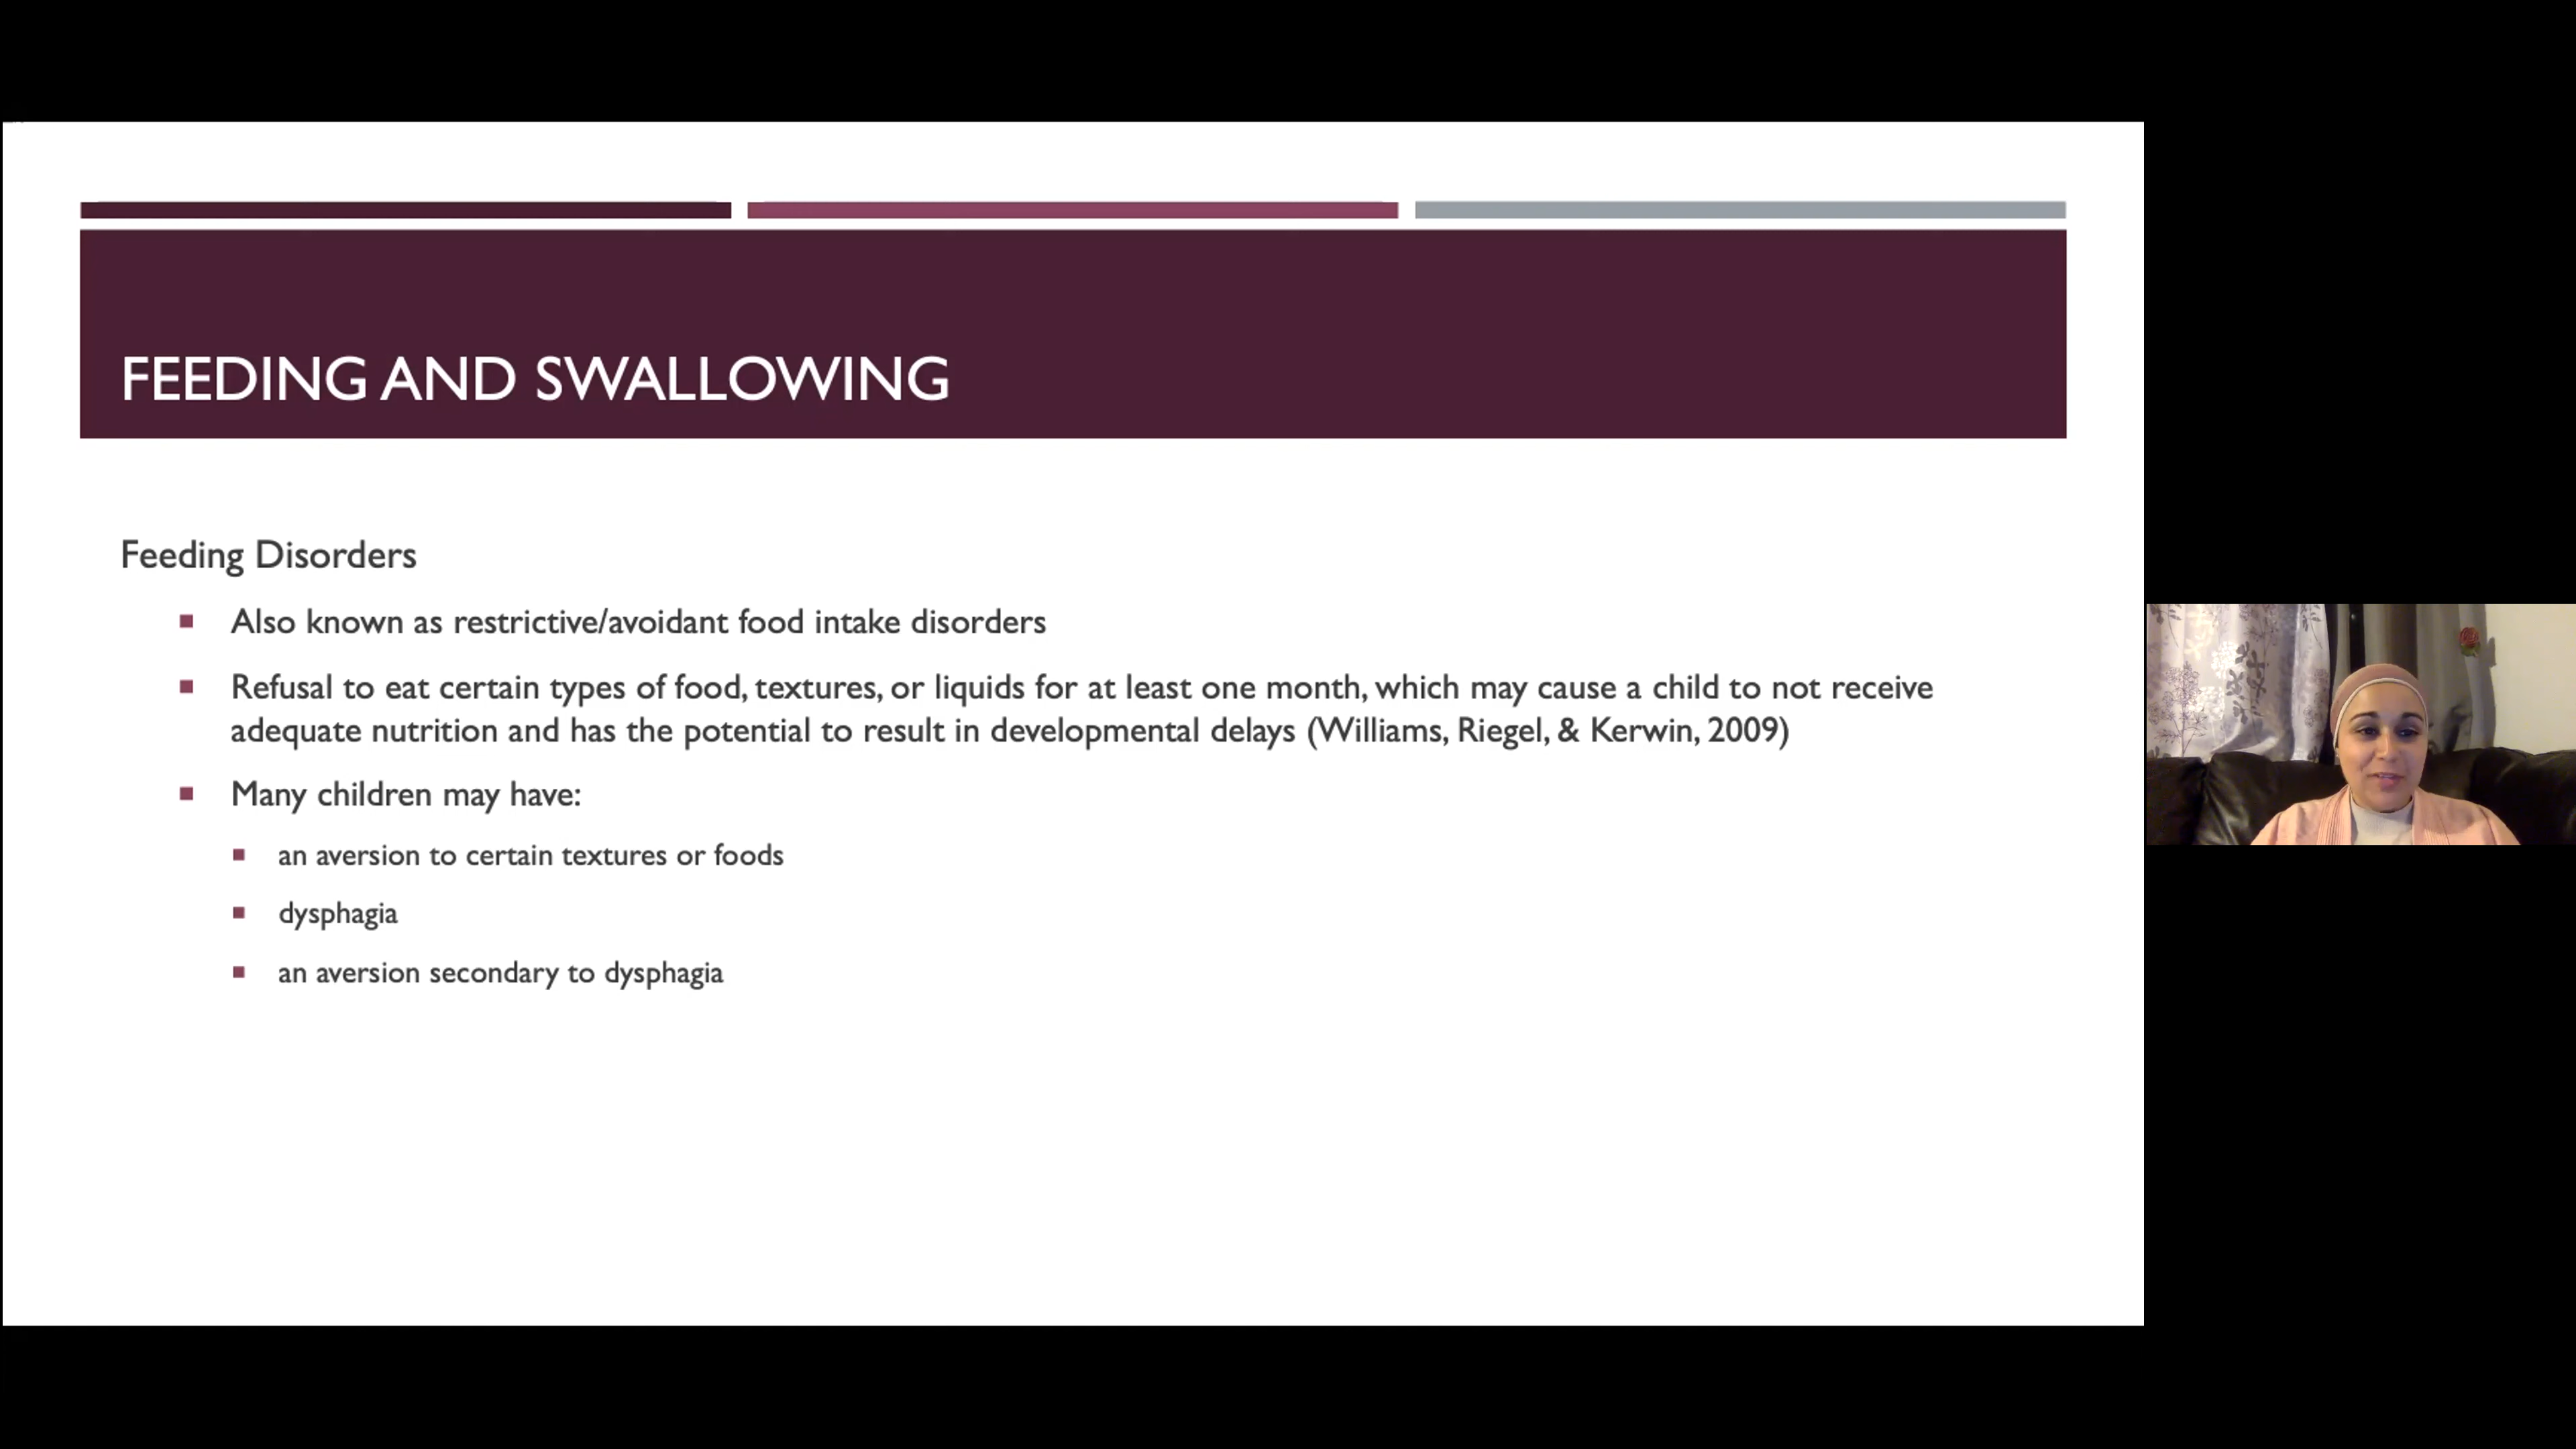 FEEDING AND SWALLOWING
Feeding Disorders
Also known as restrictive/avoidant food intake disorders
Refusal to eat certain types of food, textures, or liquids for at least one month, which may cause a child to not receive
adequate nutrition and has the potential to result in developmental delays (Williams, Riegel, & Kerwin, 2009)
Many children may have:
an aversion to certain textures or foods
dysphagia
an aversion secondary to dysphagia